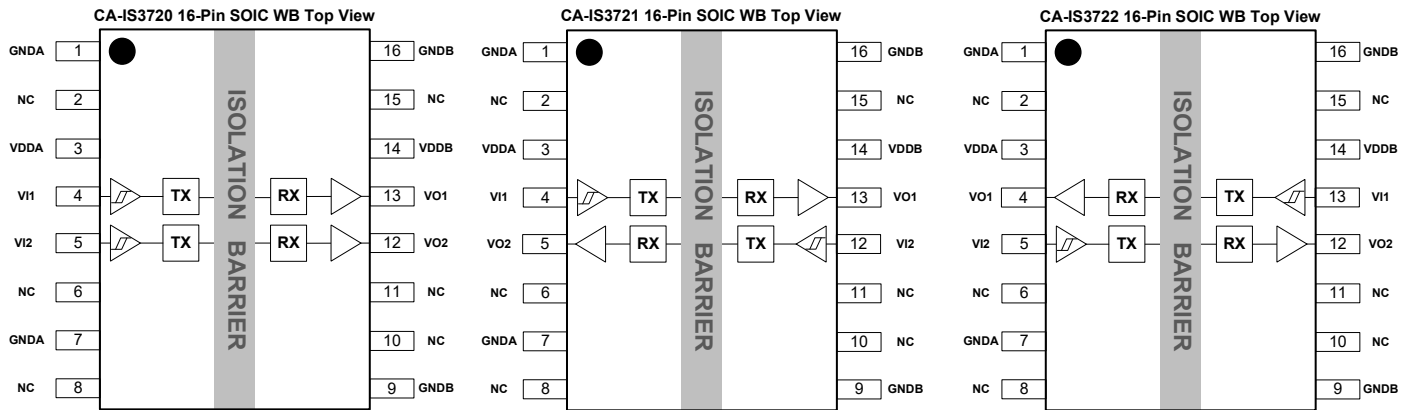 CA-IS3720 16-Pin SOIC WB Top View
GNDA 1 16 GNDB
NC 2 15 NC
VDDA 3 14 VDDB
VI1 4 TX RX 13 VO1
VI2 5 TX RX 12 VO2
NC 6 11 NC
GNDA 7 10 NC
NC 8 9 GNDB
ISOLATION BARRIER
CA-IS3721 16-Pin SOIC WB Top View
GNDA 1 16 GNDB
NC 2 15 NC
VDDA 3 14 VDDB
VI1 4 TX RX 13 VO1
VO2 5 RX TX 12 VI2
NC 6 11 NC
GNDA 7 10 NC
NC 8 9 GNDB
ISOLATION BARRIER
CA-IS3722 16-Pin SOIC WB Top View
GNDA 1 16 GNDB
NC 2 15 NC
VDDA 3 14 VDDB
VO1 4 RX TX 13 VI1
VI2 5 TX RX 12 VO2
NC 6 11 NC
GNDA 7 10 NC
NC 8 9 GNDB
ISOLATION BARRIER